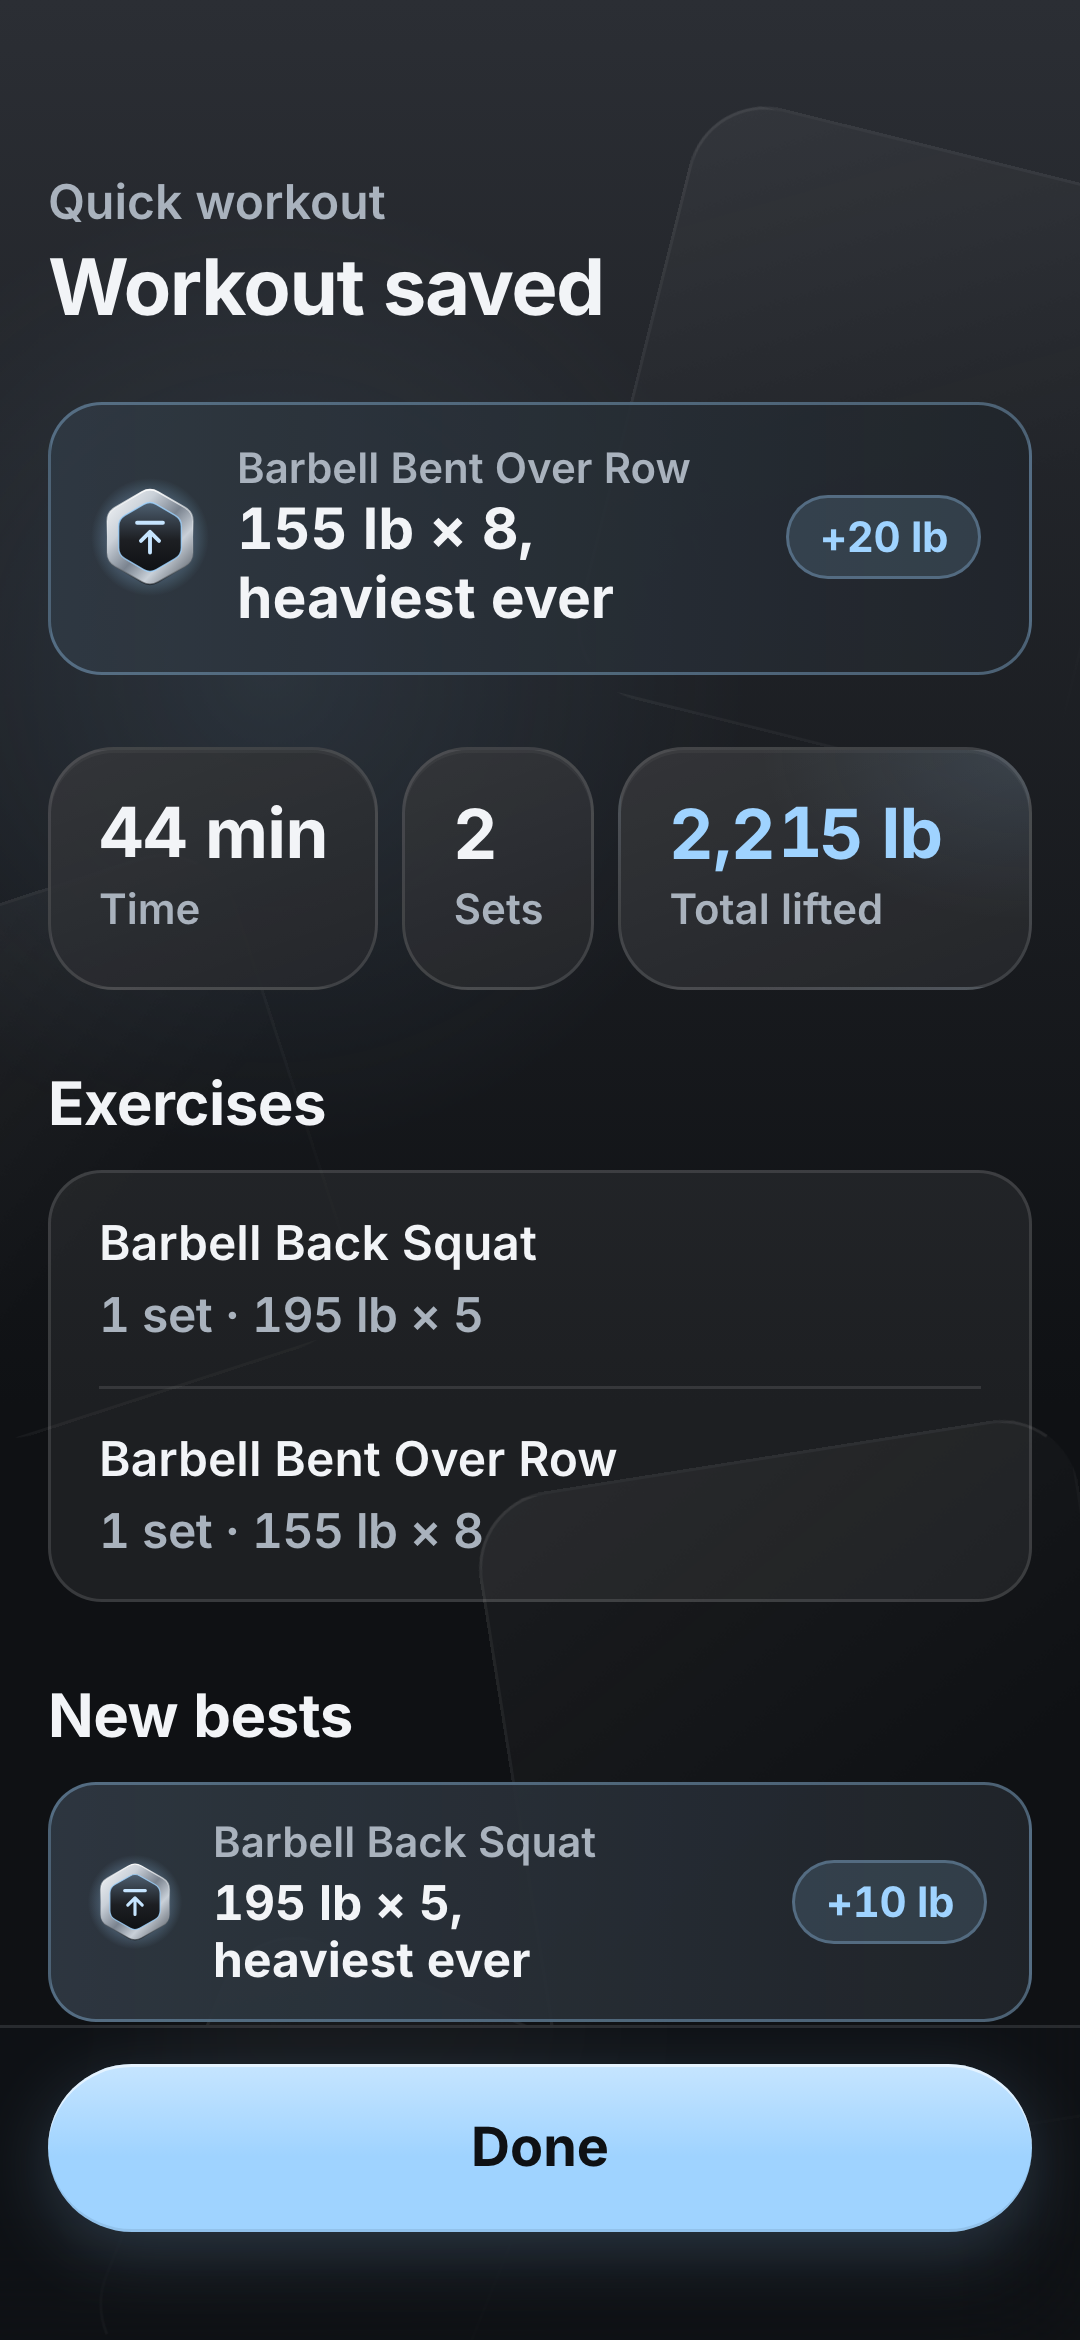 Quick workout
Workout saved
Barbell Bent Over Row
155 lb × 8,
heaviest ever
+20 lb
44 min
Time
2
Sets
2,215 lb
Total lifted
Exercises
Barbell Back Squat
1 set · 195 lb × 5
Barbell Bent Over Row
1 set · 155 lb × 8
New bests
Barbell Back Squat
195 lb × 5,
heaviest ever
+10 lb
Done